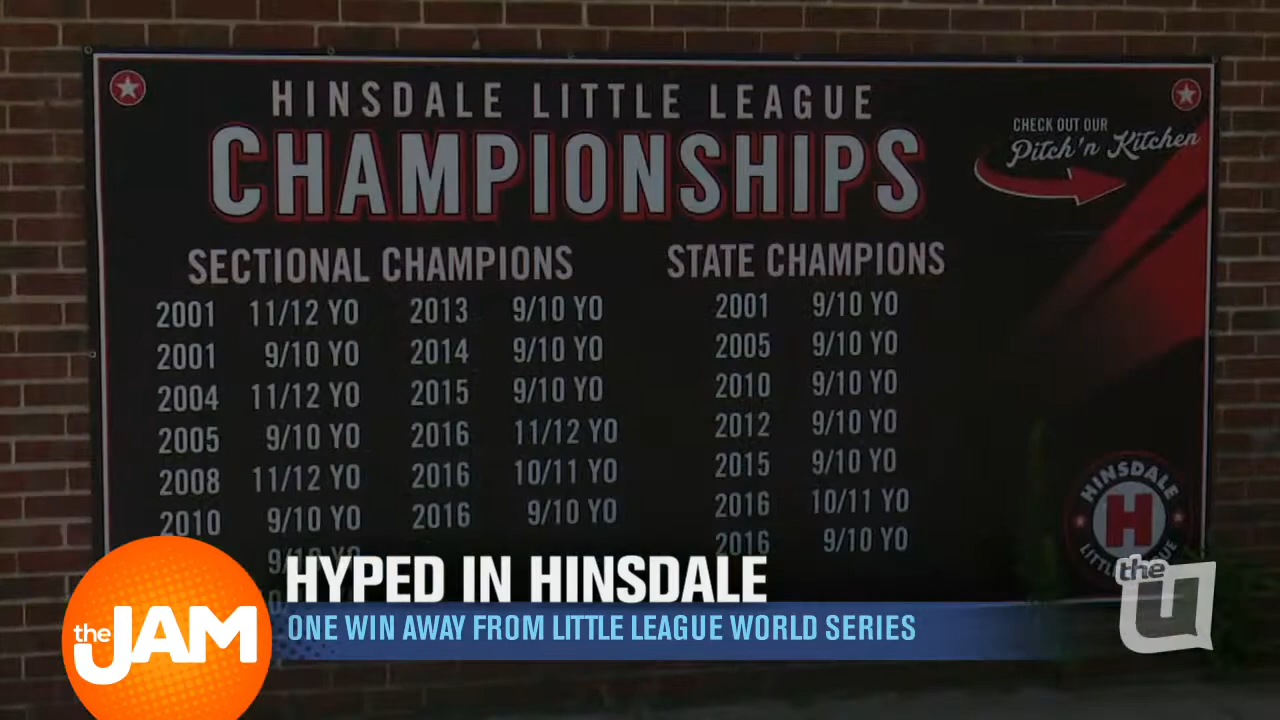 HINSDALE LITTLE LEAGUE
CHAMPIONSHIPS
CHECK OUT OUR
Pitch'n Kitchen
SECTIONAL CHAMPIONS
2001 11/12 YO 2013 9/10 YO
2001 9/10 YO 2014 9/10 YO
2004 11/12 YO 2015 9/10 YO
2005 9/10 YO 2016 11/12 YO
2008 11/12 YO 2016 10/11 YO
2010 9/10 YO 2016 9/10 YO
STATE CHAMPIONS
2001 9/10 YO
2005 9/10 YO
2010 9/10 YO
2012 9/10 YO
2015 9/10 YO
2016 10/11 YO
2016 9/10 YO
HINSDALE
H
the JAM
HYPED IN HINSDALE
ONE WIN AWAY FROM LITTLE LEAGUE WORLD SERIES
the U